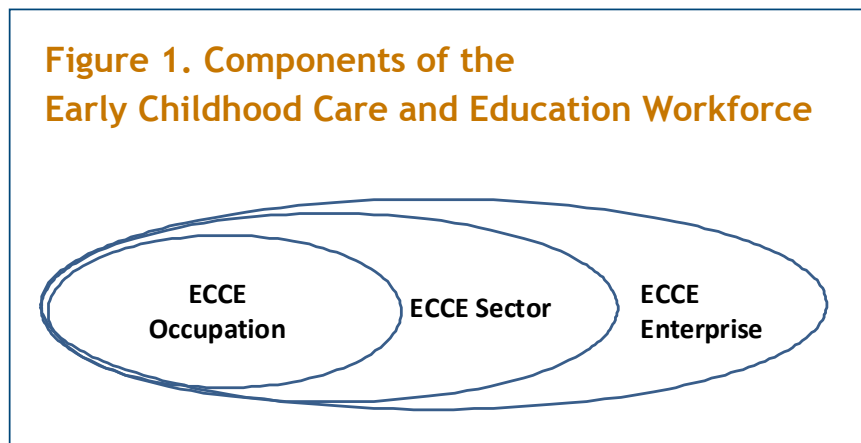 Figure 1. Components of the
Early Childhood Care and Education Workforce
ECCE
Occupation
ECCE Sector
ECCE
Enterprise